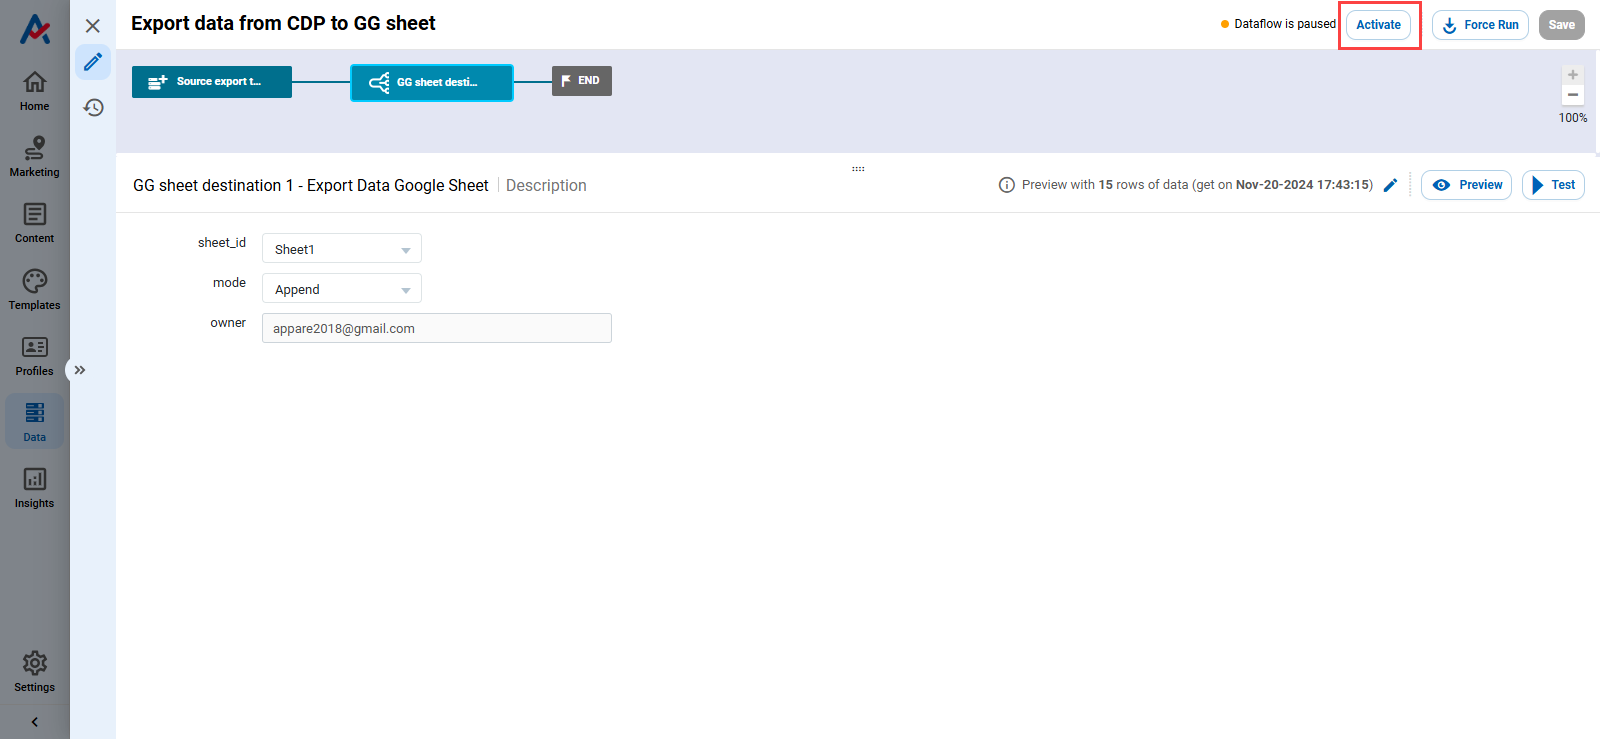 Export data from CDP to GG sheet
Dataflow is paused
Activate
Force Run
Save
Source export t...
GG sheet desti...
END
100%
Home
Marketing
Content
Templates
Profiles
Data
Insights
Settings
GG sheet destination 1 - Export Data Google Sheet
Description
Preview with 15 rows of data (get on Nov-20-2024 17:43:15)
Preview
Test
sheet_id
Sheet1
mode
Append
owner
appare2018@gmail.com